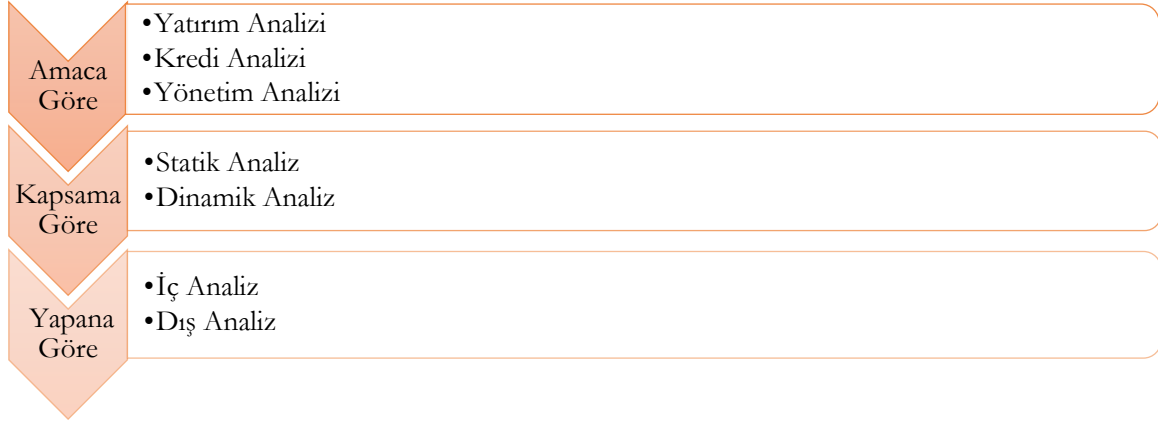 Amaca
Göre
•Yatırım Analizi
•Kredi Analizi
•Yönetim Analizi
Kapsama
Göre
•Statik Analiz
•Dinamik Analiz
Yapana
Göre
•İç Analiz
•Dış Analiz